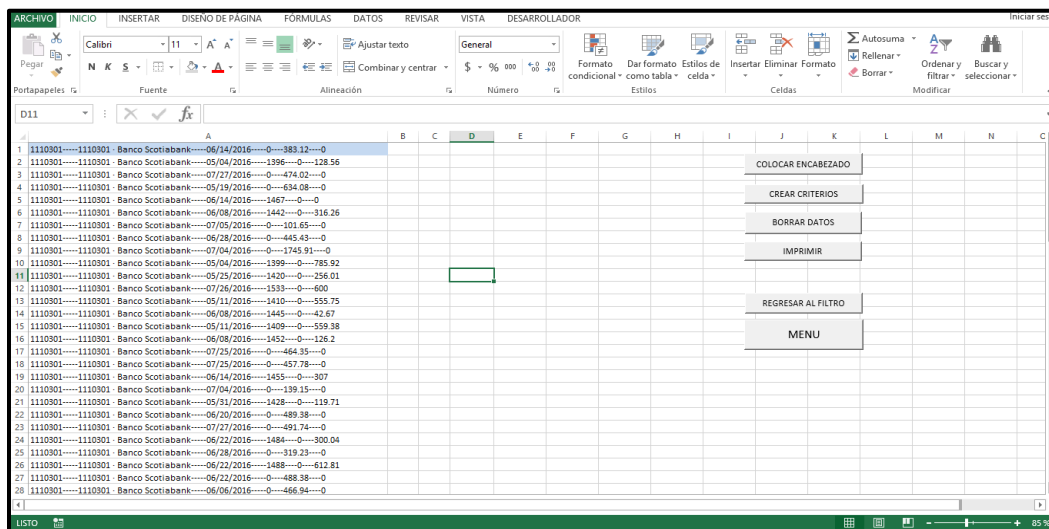 ARCHIVO INICIO INSERTAR DISEÑO DE PÁGINA FÓRMULAS DATOS REVISAR VISTA DESARROLLADOR Iniciar ses
Pegar
Calibri 11 A A Ajustar texto General
N K S A Combinar y centrar $ % 000
Formato condicional Dar formato como tabla Estilos de celda Insertar Eliminar Formato
Autosuma
Rellenar
Borrar
Ordenar y filtrar Buscar y seleccionar
Portapapeles Fuente Alineación Número Estilos Celdas Modificar
D11 fx
A B C D E F G H I J K L M N O
1 1110301-----1110301 · Banco Scotiabank-----06/14/2016-----0----383.12----0
2 1110301-----1110301 · Banco Scotiabank-----05/04/2016-----1396----0----128.56
3 1110301-----1110301 · Banco Scotiabank-----07/27/2016-----0----474.02----0
4 1110301-----1110301 · Banco Scotiabank-----05/19/2016-----0----634.08----0
5 1110301-----1110301 · Banco Scotiabank-----06/14/2016-----1467----0----0
6 1110301-----1110301 · Banco Scotiabank-----06/08/2016-----1442----0----316.26
7 1110301-----1110301 · Banco Scotiabank-----07/05/2016-----0----101.65----0
8 1110301-----1110301 · Banco Scotiabank-----06/28/2016-----0----445.43----0
9 1110301-----1110301 · Banco Scotiabank-----07/04/2016-----0----1745.91----0
10 1110301-----1110301 · Banco Scotiabank-----05/04/2016-----1399----0----785.92
11 1110301-----1110301 · Banco Scotiabank-----05/25/2016-----1420----0----256.01
12 1110301-----1110301 · Banco Scotiabank-----07/26/2016-----1533----0----600
13 1110301-----1110301 · Banco Scotiabank-----05/11/2016-----1410----0----555.75
14 1110301-----1110301 · Banco Scotiabank-----06/08/2016-----1445----0----42.67
15 1110301-----1110301 · Banco Scotiabank-----05/11/2016-----1409----0----559.38
16 1110301-----1110301 · Banco Scotiabank-----06/08/2016-----1452----0----126.2
17 1110301-----1110301 · Banco Scotiabank-----07/25/2016-----0----464.35----0
18 1110301-----1110301 · Banco Scotiabank-----07/25/2016-----0----457.78----0
19 1110301-----1110301 · Banco Scotiabank-----06/14/2016-----1455----0----307
20 1110301-----1110301 · Banco Scotiabank-----07/04/2016-----0----139.15----0
21 1110301-----1110301 · Banco Scotiabank-----05/31/2016-----1428----0----119.71
22 1110301-----1110301 · Banco Scotiabank-----06/20/2016-----0----489.38----0
23 1110301-----1110301 · Banco Scotiabank-----07/27/2016-----0----491.74----0
24 1110301-----1110301 · Banco Scotiabank-----06/22/2016-----1484----0----300.04
25 1110301-----1110301 · Banco Scotiabank-----06/28/2016-----0----319.23----0
26 1110301-----1110301 · Banco Scotiabank-----06/22/2016-----1488----0----612.81
27 1110301-----1110301 · Banco Scotiabank-----06/22/2016-----0----488.38----0
28 1110301-----1110301 · Banco Scotiabank-----06/06/2016-----0----466.94----0
COLOCAR ENCABEZADO
CREAR CRITERIOS
BORRAR DATOS
IMPRIMIR
REGRESAR AL FILTRO
MENU
LISTO 85 %